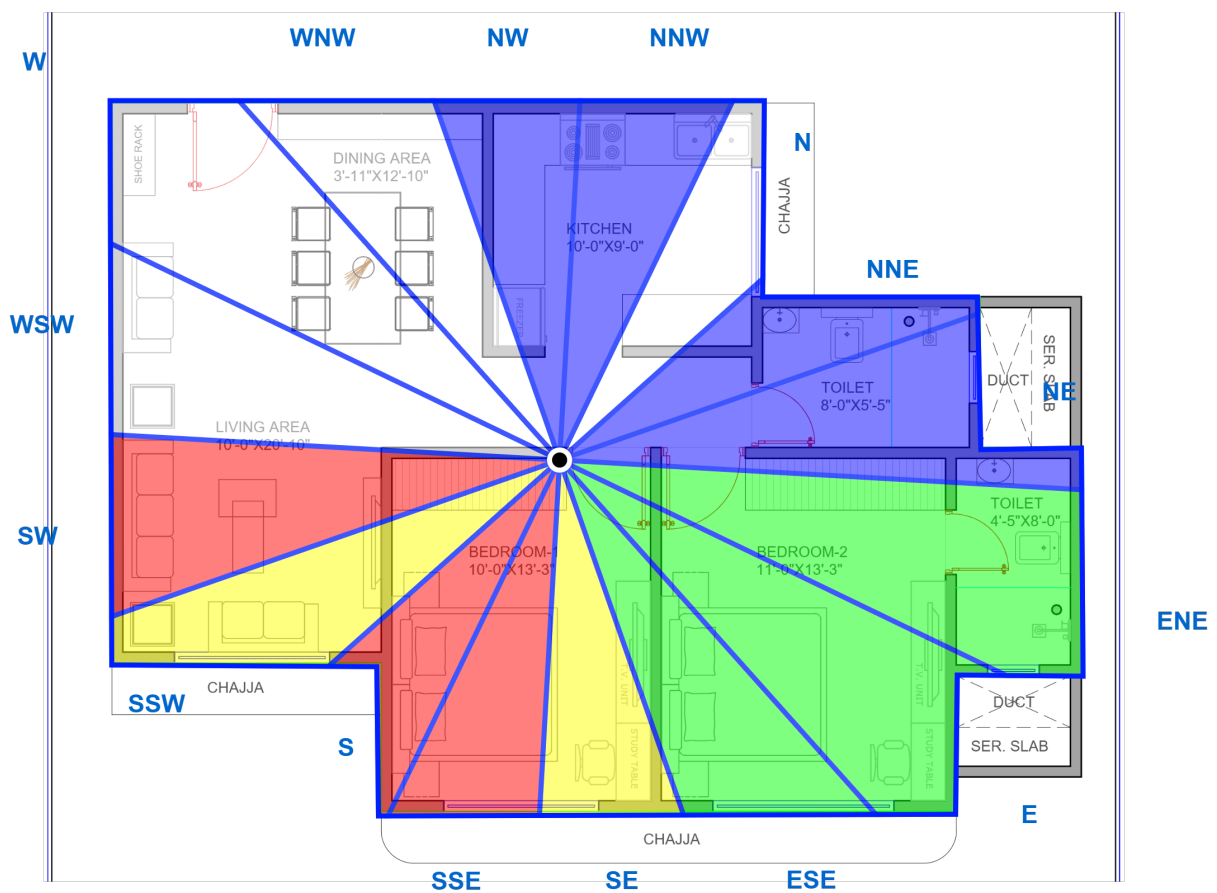 WNW
NW
NNW
W
N
SHOE RACK
DINING AREA
3'-11"X12'-10"
KITCHEN
10'-0"X9'-0"
CHAJJA
NNE
FREEZER
WSW
TOILET
8'-0"X5'-5"
DUCT
SER. SLAB
NE
LIVING AREA
10'-0"X20'-10"
SW
BEDROOM-1
10'-0"X13'-3"
BEDROOM-2
11'-0"X13'-3"
TOILET
4'-5"X8'-0"
ENE
T.V. UNIT
T.V. UNIT
CHAJJA
SSW
DUCT
SER. SLAB
S
STUDY TABLE
STUDY TABLE
E
CHAJJA
SSE
SE
ESE